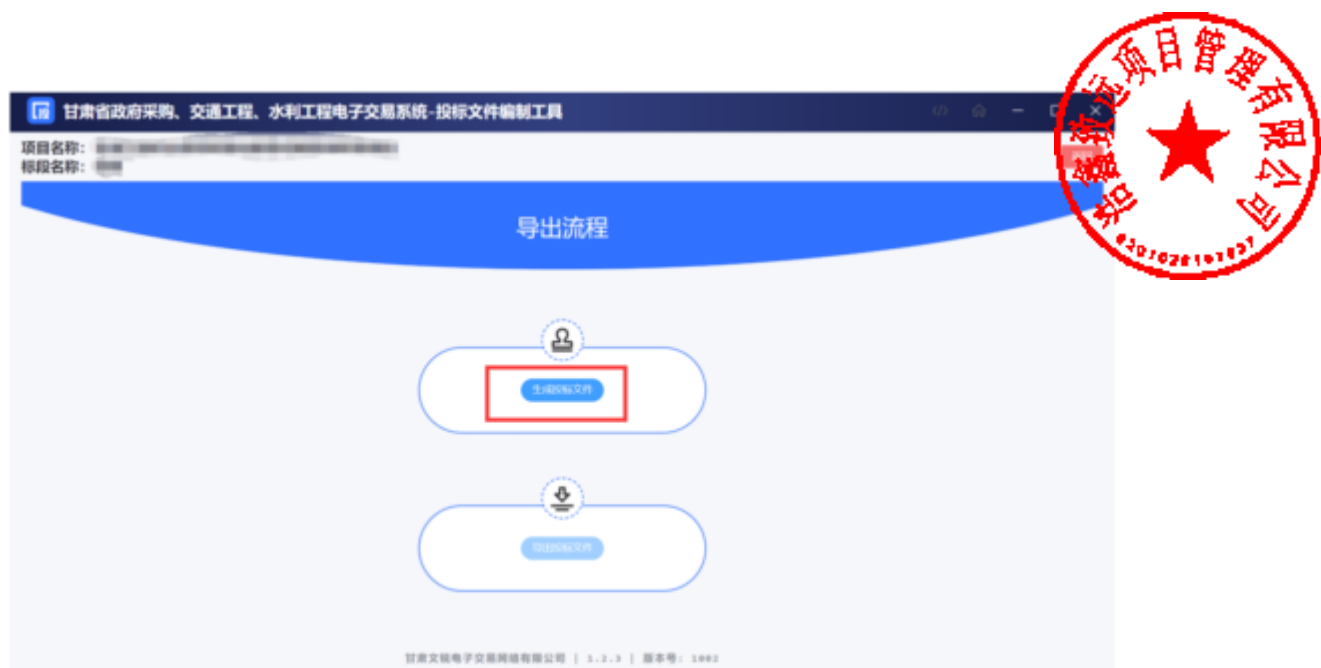 甘肃省政府采购、交通工程、水利工程电子交易系统-投标文件编制工具
项目名称：
标段名称：
导出流程
生成投标文件
导出投标文件
甘肃文锐电子交易网络有限公司 | 1.2.3 | 版本号: 1002
项目管理有限公司